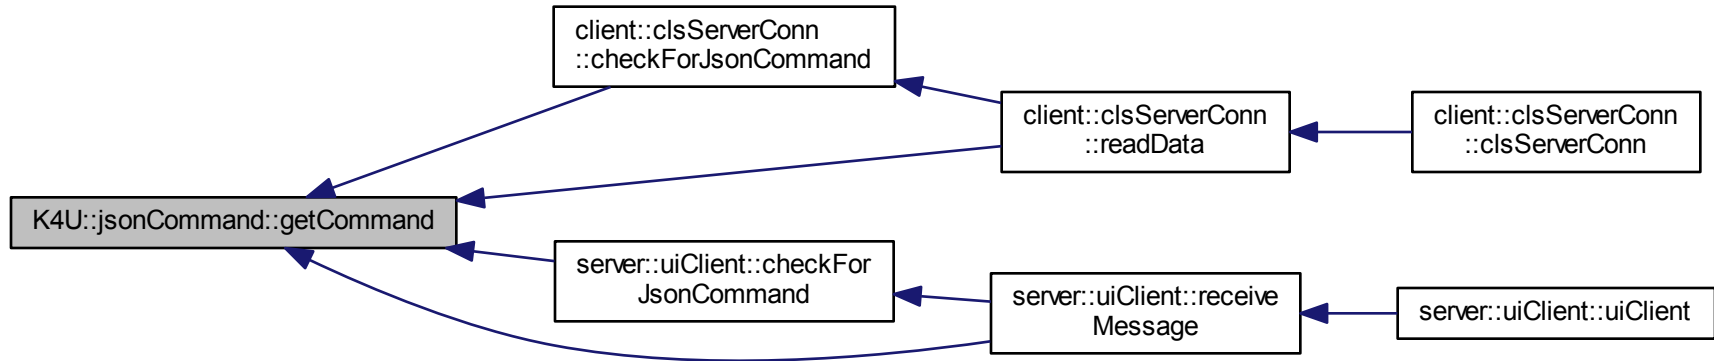 client::clsServerConn
::checkForJsonCommand
client::clsServerConn
::readData
client::clsServerConn
::clsServerConn
K4U::jsonCommand::getCommand
server::uiClient::checkFor
JsonCommand
server::uiClient::receive
Message
server::uiClient::uiClient